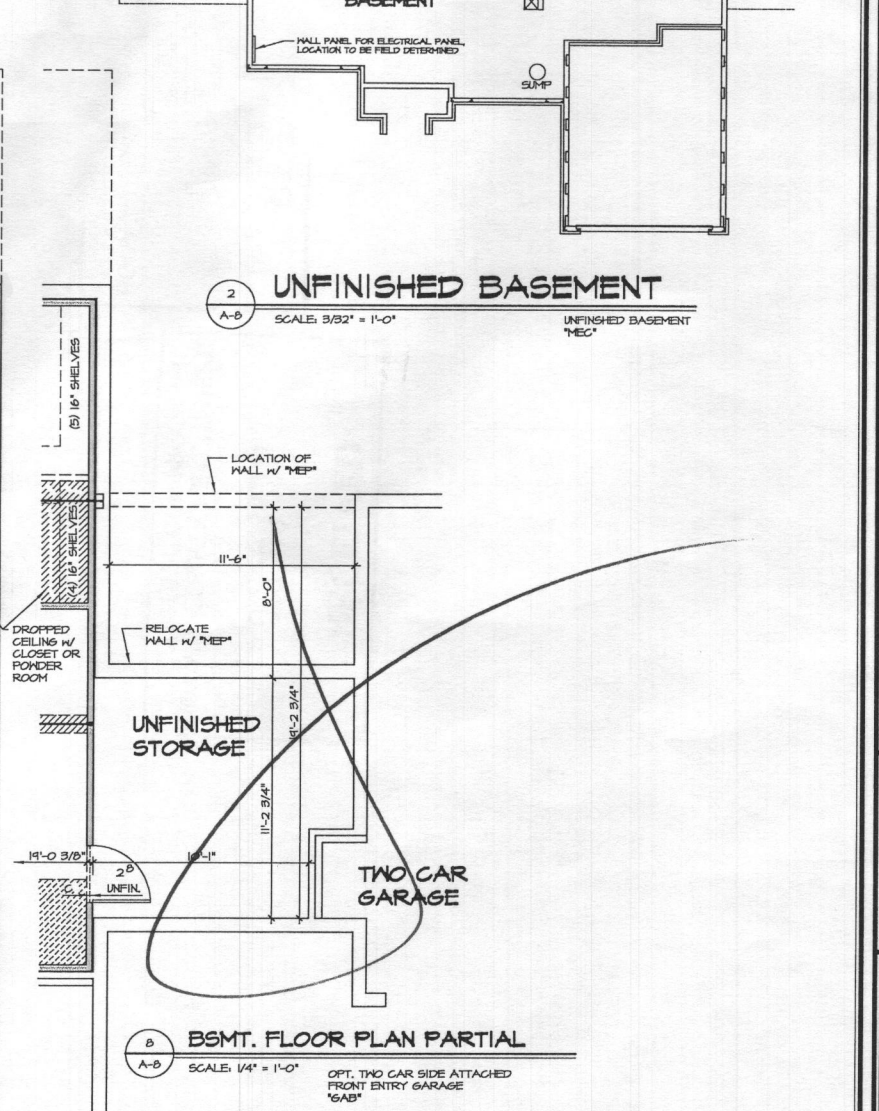 BASEMENT
WALL PANEL FOR ELECTRICAL PANEL,
LOCATION TO BE FIELD DETERMINED
SUMP
2
A-8
UNFINISHED BASEMENT
SCALE: 3/32" = 1'-0"
UNFINSHED BASEMENT
"MEC"
(5) 16" SHELVES
LOCATION OF
WALL W/ "MEP"
(4) 16" SHELVES
11'-6"
8'-0"
DROPPED
CEILING W/
CLOSET OR
POWDER
ROOM
RELOCATE
WALL W/ "MEP"
19'-2 3/4"
UNFINISHED
STORAGE
11'-2 3/4"
19'-0 3/8"
10'-1"
2⁸
UNFIN.
TWO CAR
GARAGE
8
A-8
BSMT. FLOOR PLAN PARTIAL
SCALE: 1/4" = 1'-0"
OPT. TWO CAR SIDE ATTACHED
FRONT ENTRY GARAGE
"GAB"